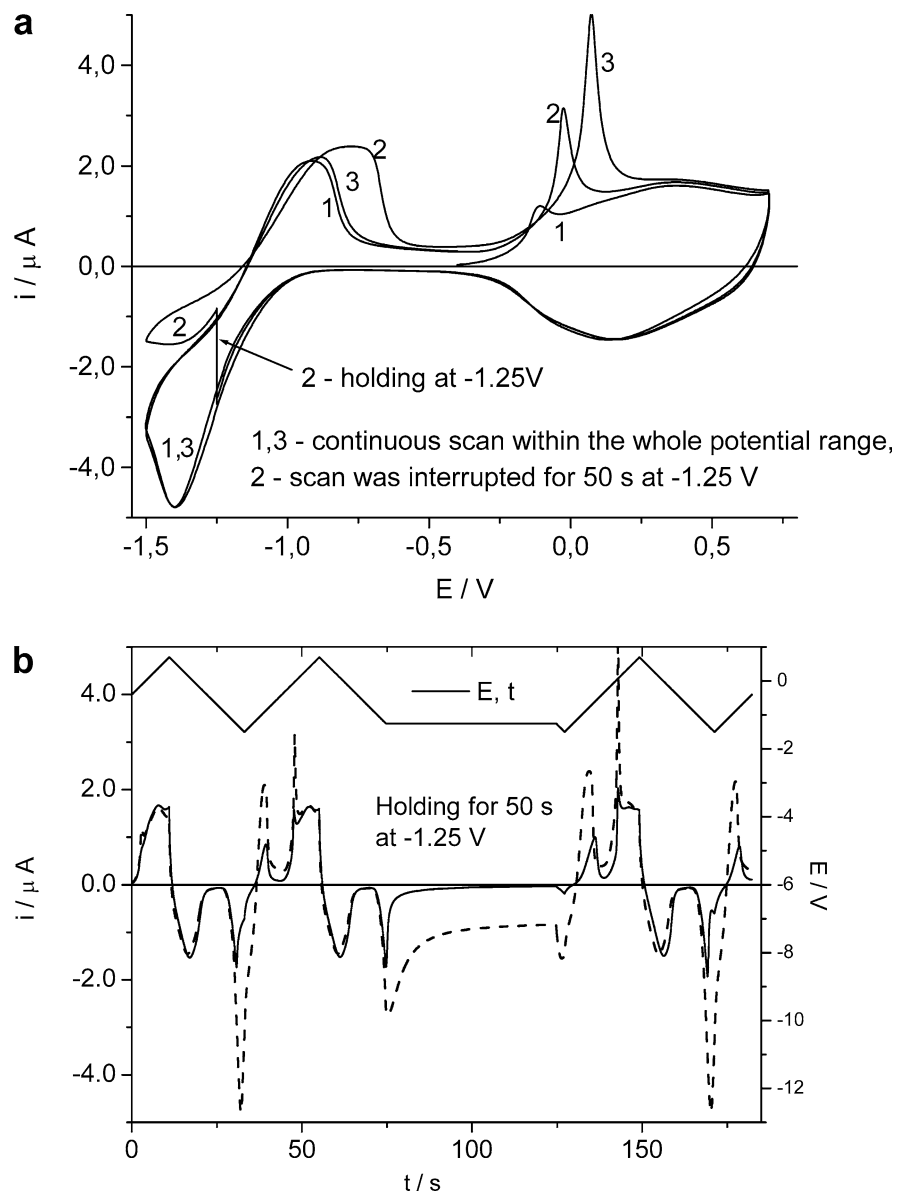 a
4,0
2,0
0,0
-2,0
-4,0
i / μ A
-1,5
-1,0
-0,5
0,0
0,5
E / V
2
3
1
2
3
1
2
1,3
2 - holding at -1.25V
1,3 - continuous scan within the whole potential range,
2 - scan was interrupted for 50 s at -1.25 V
b
4.0
2.0
0.0
-2.0
-4.0
i / μ A
E, t
Holding for 50 s
at -1.25 V
0
-2
-4
-6
-8
-10
-12
E / V
0
50
100
150
t / s